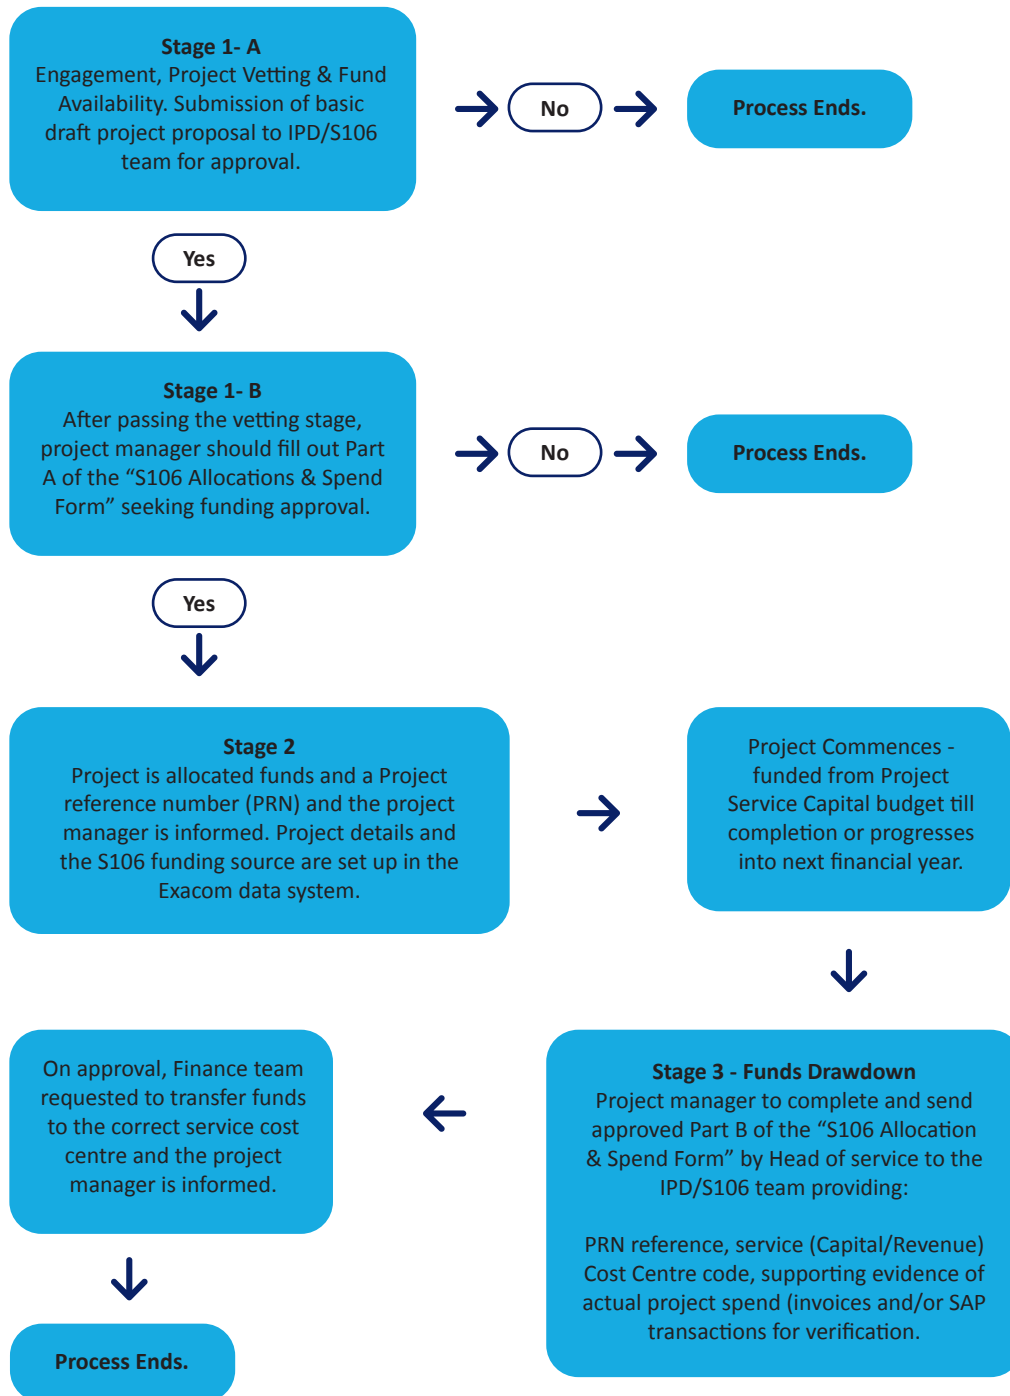 Stage 1- A
Engagement, Project Vetting & Fund
Availability. Submission of basic
draft project proposal to IPD/S106
team for approval.
No
Process Ends.
Yes
Stage 1- B
After passing the vetting stage,
project manager should fill out Part
A of the “S106 Allocations & Spend
Form” seeking funding approval.
No
Process Ends.
Yes
Stage 2
Project is allocated funds and a Project
reference number (PRN) and the project
manager is informed. Project details and
the S106 funding source are set up in the
Exacom data system.
Project Commences -
funded from Project
Service Capital budget till
completion or progresses
into next financial year.
Stage 3 - Funds Drawdown
Project manager to complete and send
approved Part B of the “S106 Allocation
& Spend Form” by Head of service to the
IPD/S106 team providing:
PRN reference, service (Capital/Revenue)
Cost Centre code, supporting evidence of
actual project spend (invoices and/or SAP
transactions for verification.
On approval, Finance team
requested to transfer funds
to the correct service cost
centre and the project
manager is informed.
Process Ends.